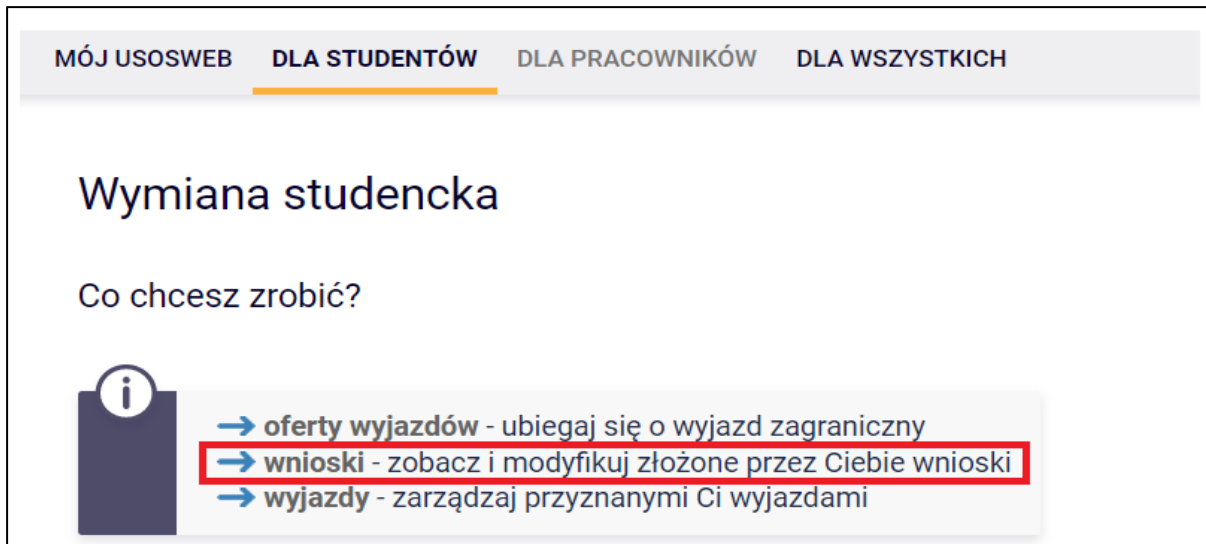 MÓJ USOSWEB DLA STUDENTÓW DLA PRACOWNIKÓW DLA WSZYSTKICH
Wymiana studencka
Co chcesz zrobić?
i
→ oferty wyjazdów - ubiegaj się o wyjazd zagraniczny
→ wnioski - zobacz i modyfikuj złożone przez Ciebie wnioski
→ wyjazdy - zarządzaj przyznanymi Ci wyjazdami